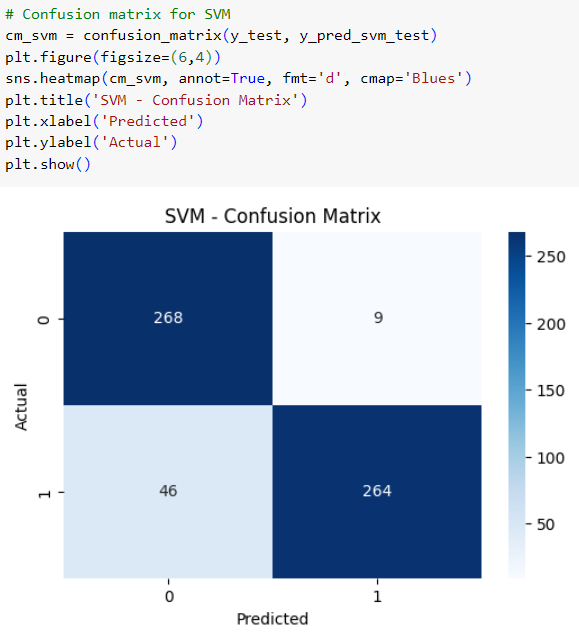 # Confusion matrix for SVM
cm_svm = confusion_matrix(y_test, y_pred_svm_test)
plt.figure(figsize=(6,4))
sns.heatmap(cm_svm, annot=True, fmt='d', cmap='Blues')
plt.title('SVM - Confusion Matrix')
plt.xlabel('Predicted')
plt.ylabel('Actual')
plt.show()
SVM - Confusion Matrix
Actual
0
268
9
1
46
264
0
1
Predicted
250
200
150
100
50